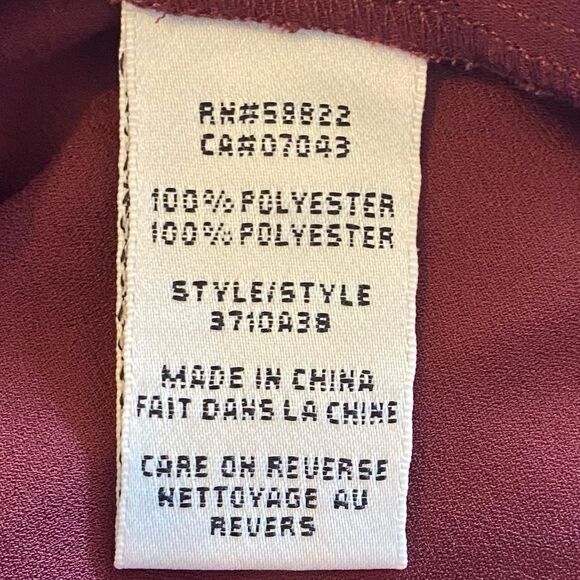 RN#58822
CA#07043
100% POLYESTER
100% POLYESTER
STYLE/STYLE
3710A38
MADE IN CHINA
FAIT DANS LA CHINE
CARE ON REVERSE
NETTOYAGE AU
REVERS